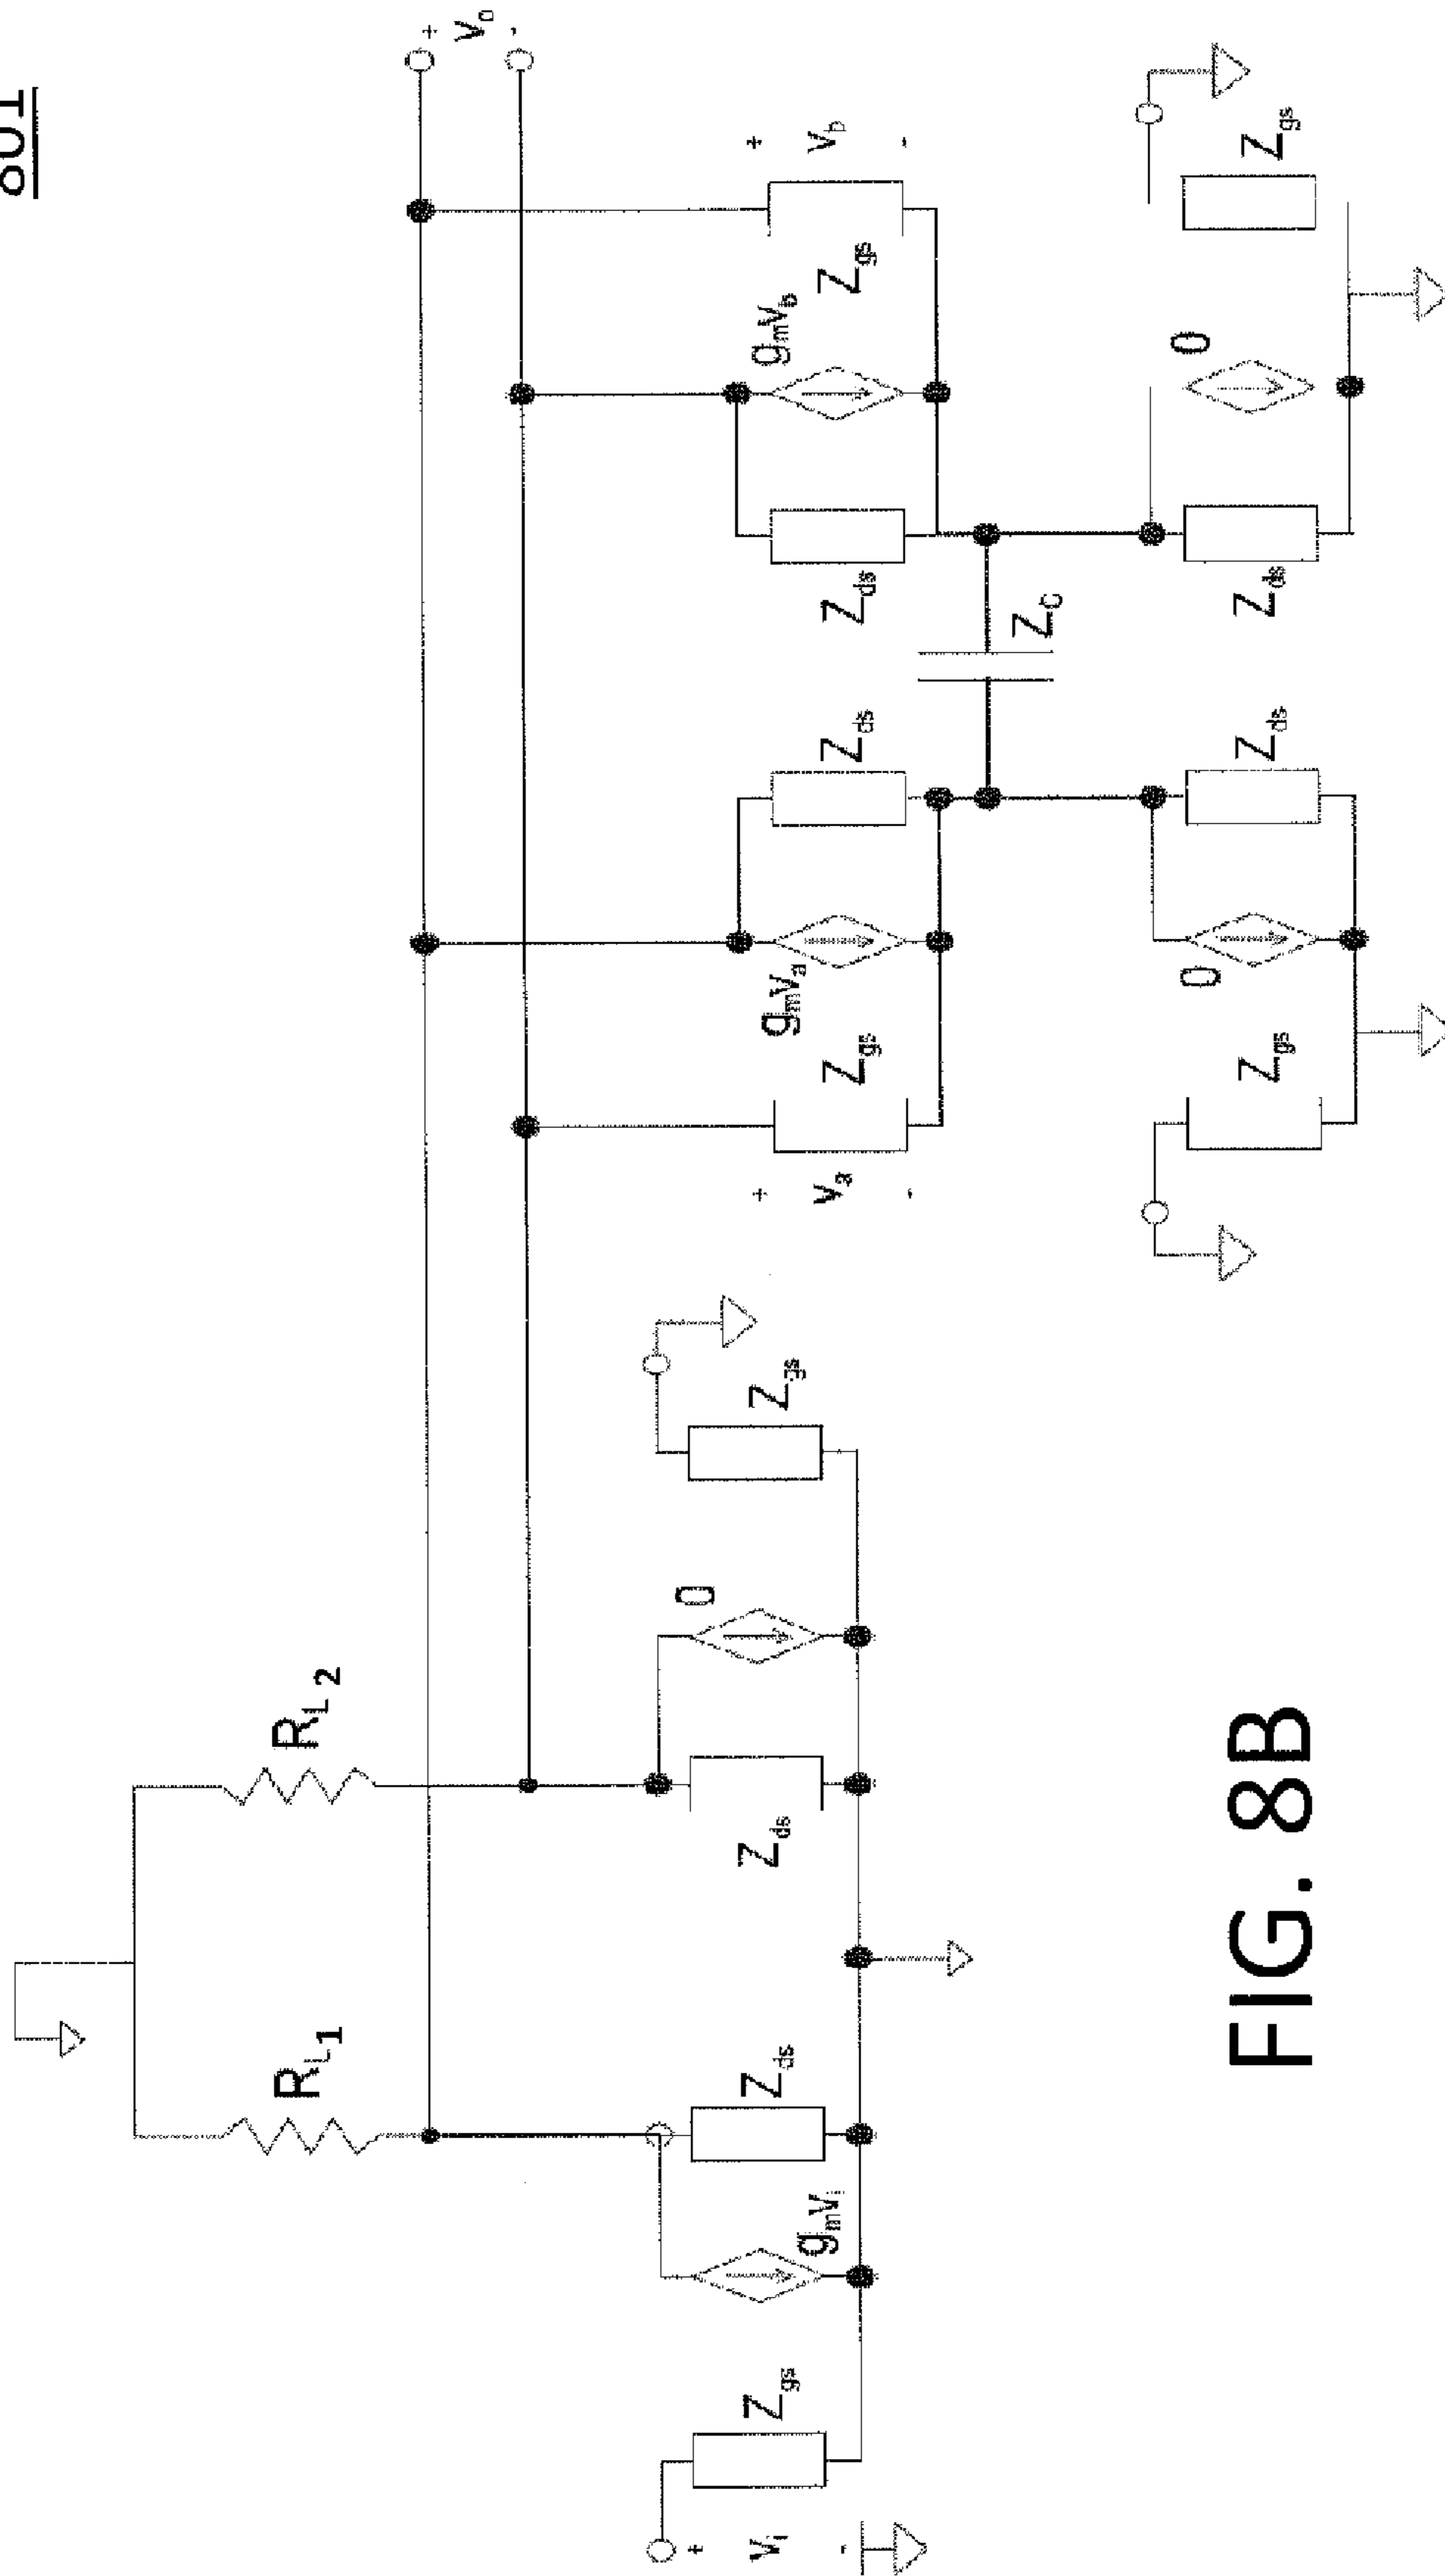 801
R_L1
R_L2
+
V_o
-
+
V_i
-
Z_gs
g_mV_i
Z_ds
Z_ds
0
Z_gs
+
V_a
-
Z_gs
g_mV_a
Z_ds
Z_C
Z_ds
g_mV_b
Z_gs
+
V_b
-
Z_gs
0
Z_ds
Z_ds
0
Z_gs
FIG. 8B